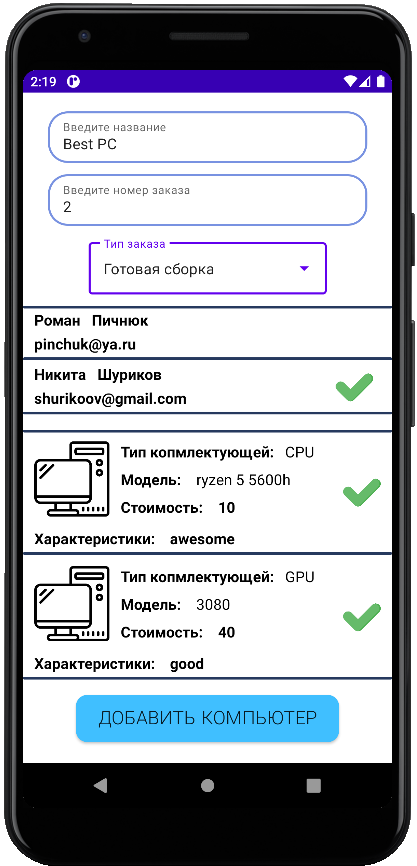 2:19
Введите название
Best PC
Введите номер заказа
2
Тип заказа
Готовая сборка
Роман Пичнюк
pinchuk@ya.ru
Никита Шуриков
shurikoov@gmail.com
Тип копмлектующей: CPU
Модель: ryzen 5 5600h
Стоимость: 10
Характеристики: awesome
Тип копмлектующей: GPU
Модель: 3080
Стоимость: 40
Характеристики: good
ДОБАВИТЬ КОМПЬЮТЕР